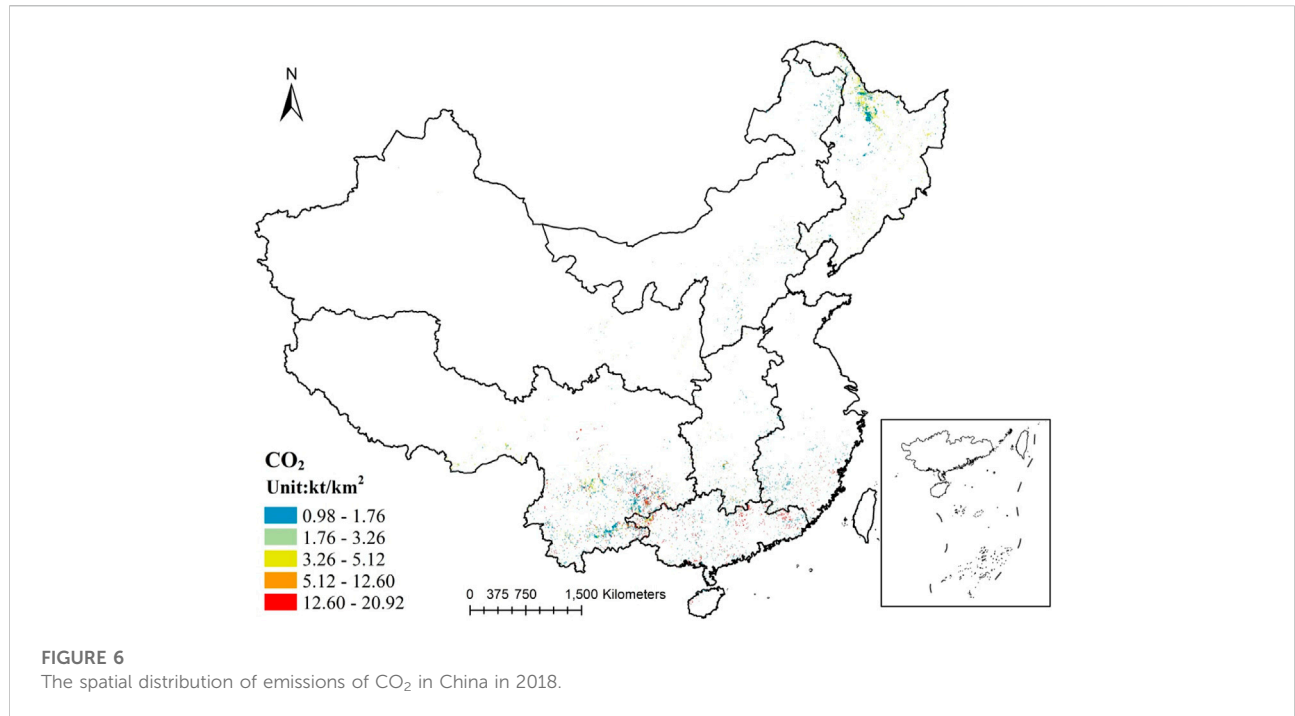 N
CO₂
Unit:kt/km²
0.98 - 1.76
1.76 - 3.26
3.26 - 5.12
5.12 - 12.60
12.60 - 20.92
0 375 750 1,500 Kilometers
FIGURE 6
The spatial distribution of emissions of CO₂ in China in 2018.